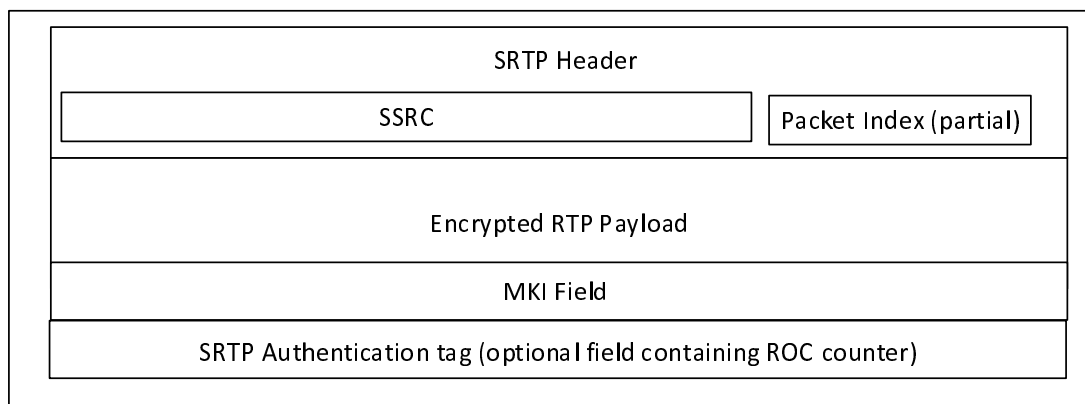 SRTP Header
SSRC
Packet Index (partial)
Encrypted RTP Payload
MKI Field
SRTP Authentication tag (optional field containing ROC counter)